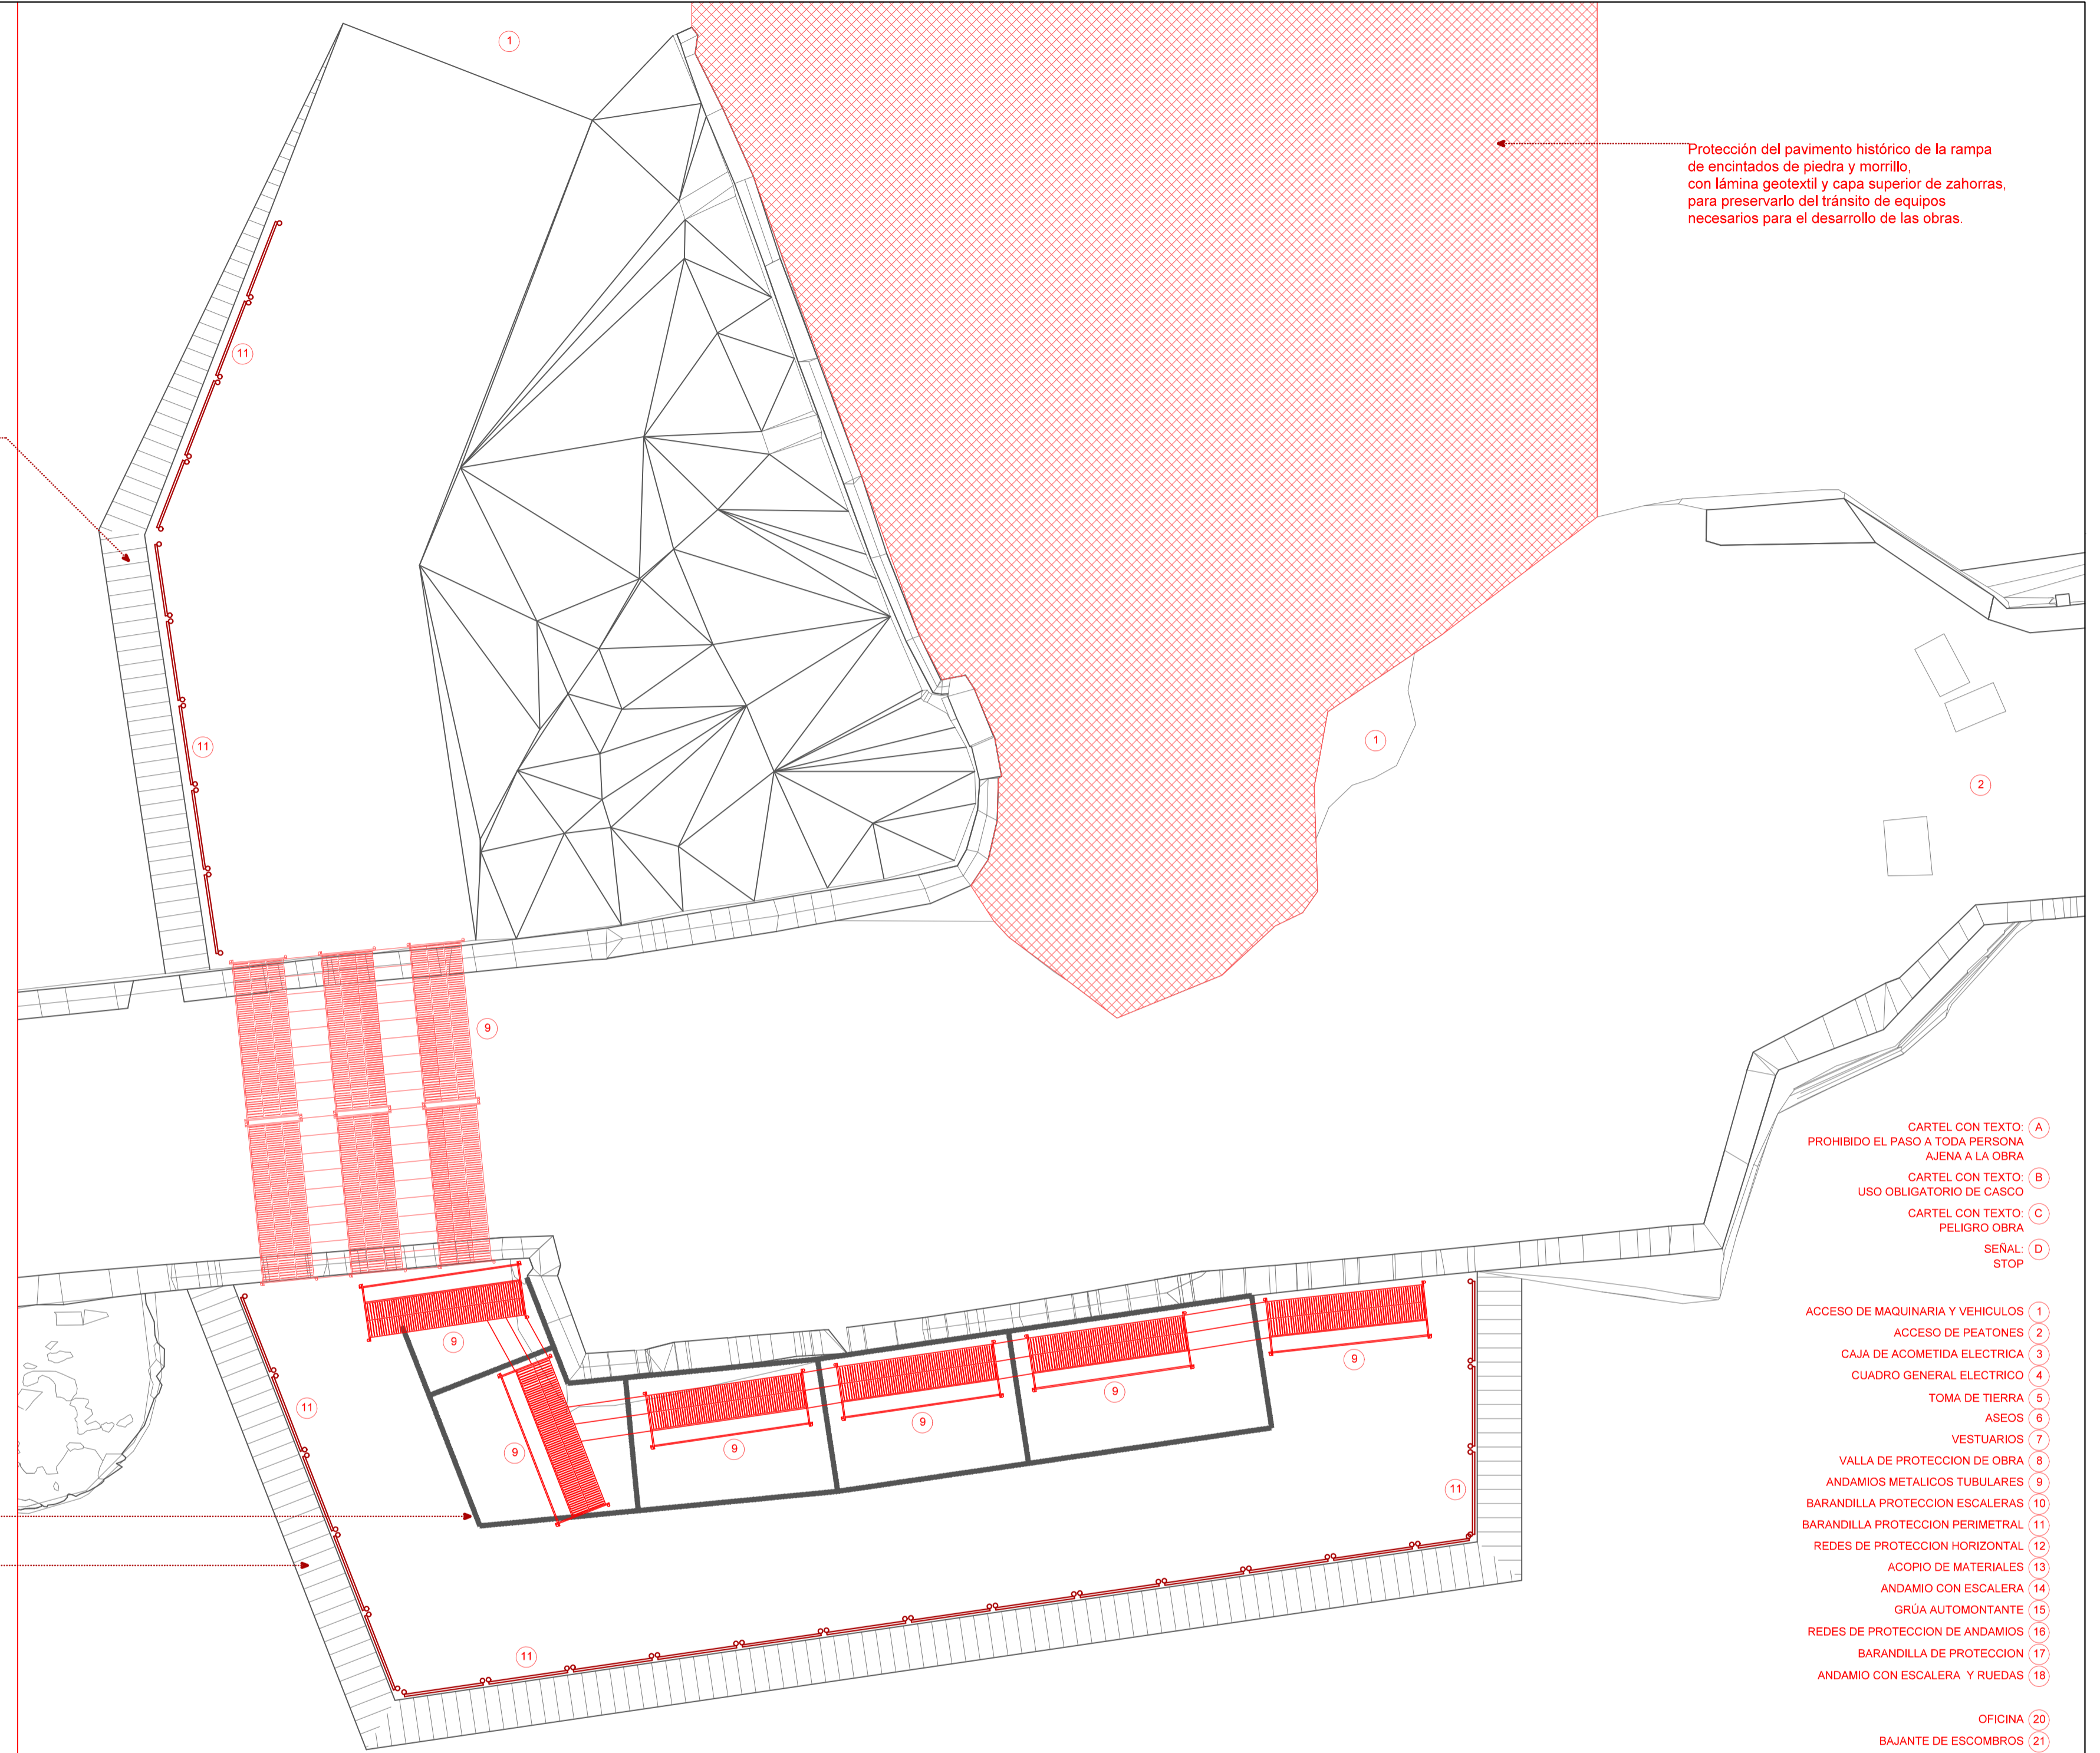 1
Protección del pavimento histórico de la rampa
de encintados de piedra y morrillo,
con lámina geotextil y capa superior de zahorras,
para preservarlo del tránsito de equipos
necesarios para el desarrollo de las obras.
11
11
1
2
9
9
9
9
9
9
9
11
11
11
CARTEL CON TEXTO: A
PROHIBIDO EL PASO A TODA PERSONA
AJENA A LA OBRA
CARTEL CON TEXTO: B
USO OBLIGATORIO DE CASCO
CARTEL CON TEXTO: C
PELIGRO OBRA
SEÑAL: D
STOP
ACCESO DE MAQUINARIA Y VEHICULOS 1
ACCESO DE PEATONES 2
CAJA DE ACOMETIDA ELECTRICA 3
CUADRO GENERAL ELECTRICO 4
TOMA DE TIERRA 5
ASEOS 6
VESTUARIOS 7
VALLA DE PROTECCION DE OBRA 8
ANDAMIOS METALICOS TUBULARES 9
BARANDILLA PROTECCION ESCALERAS 10
BARANDILLA PROTECCION PERIMETRAL 11
REDES DE PROTECCION HORIZONTAL 12
ACOPIO DE MATERIALES 13
ANDAMIO CON ESCALERA 14
GRÚA AUTOMONTANTE 15
REDES DE PROTECCION DE ANDAMIOS 16
BARANDILLA DE PROTECCION 17
ANDAMIO CON ESCALERA Y RUEDAS 18
OFICINA 20
BAJANTE DE ESCOMBROS 21